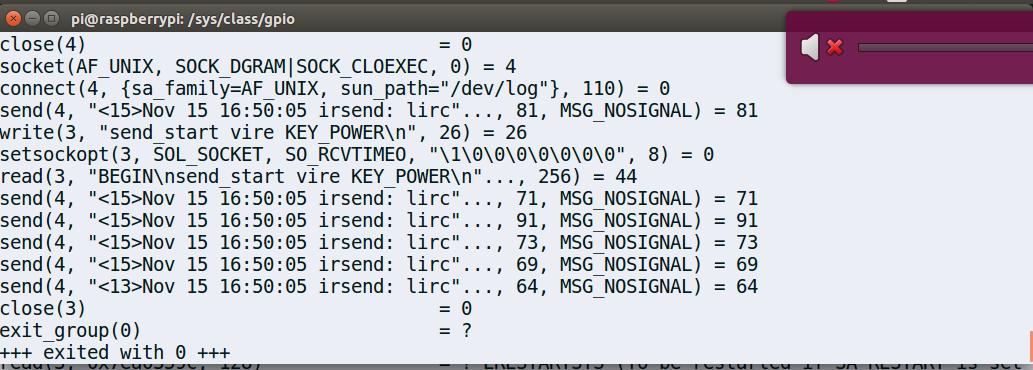 pi@raspberrypi: /sys/class/gpio
close(4)                                = 0
socket(AF_UNIX, SOCK_DGRAM|SOCK_CLOEXEC, 0) = 4
connect(4, {sa_family=AF_UNIX, sun_path="/dev/log"}, 110) = 0
send(4, "<15>Nov 15 16:50:05 irsend: lirc"..., 81, MSG_NOSIGNAL) = 81
write(3, "send_start vire KEY_POWER\n", 26) = 26
setsockopt(3, SOL_SOCKET, SO_RCVTIMEO, "\1\0\0\0\0\0\0\0", 8) = 0
read(3, "BEGIN\nsend_start vire KEY_POWER\n"..., 256) = 44
send(4, "<15>Nov 15 16:50:05 irsend: lirc"..., 71, MSG_NOSIGNAL) = 71
send(4, "<15>Nov 15 16:50:05 irsend: lirc"..., 91, MSG_NOSIGNAL) = 91
send(4, "<15>Nov 15 16:50:05 irsend: lirc"..., 73, MSG_NOSIGNAL) = 73
send(4, "<15>Nov 15 16:50:05 irsend: lirc"..., 69, MSG_NOSIGNAL) = 69
send(4, "<13>Nov 15 16:50:05 irsend: lirc"..., 64, MSG_NOSIGNAL) = 64
close(3)                                = 0
exit_group(0)                           = ?
+++ exited with 0 +++